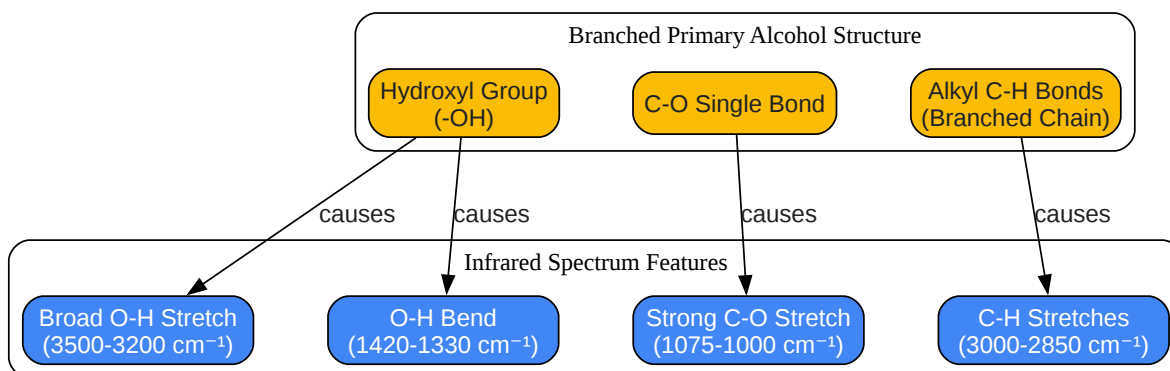 Branched Primary Alcohol Structure
Hydroxyl Group
(-OH)
C-O Single Bond
Alkyl C-H Bonds
(Branched Chain)
causes
causes
causes
causes
Infrared Spectrum Features
Broad O-H Stretch
(3500-3200 cm⁻¹)
O-H Bend
(1420-1330 cm⁻¹)
Strong C-O Stretch
(1075-1000 cm⁻¹)
C-H Stretches
(3000-2850 cm⁻¹)